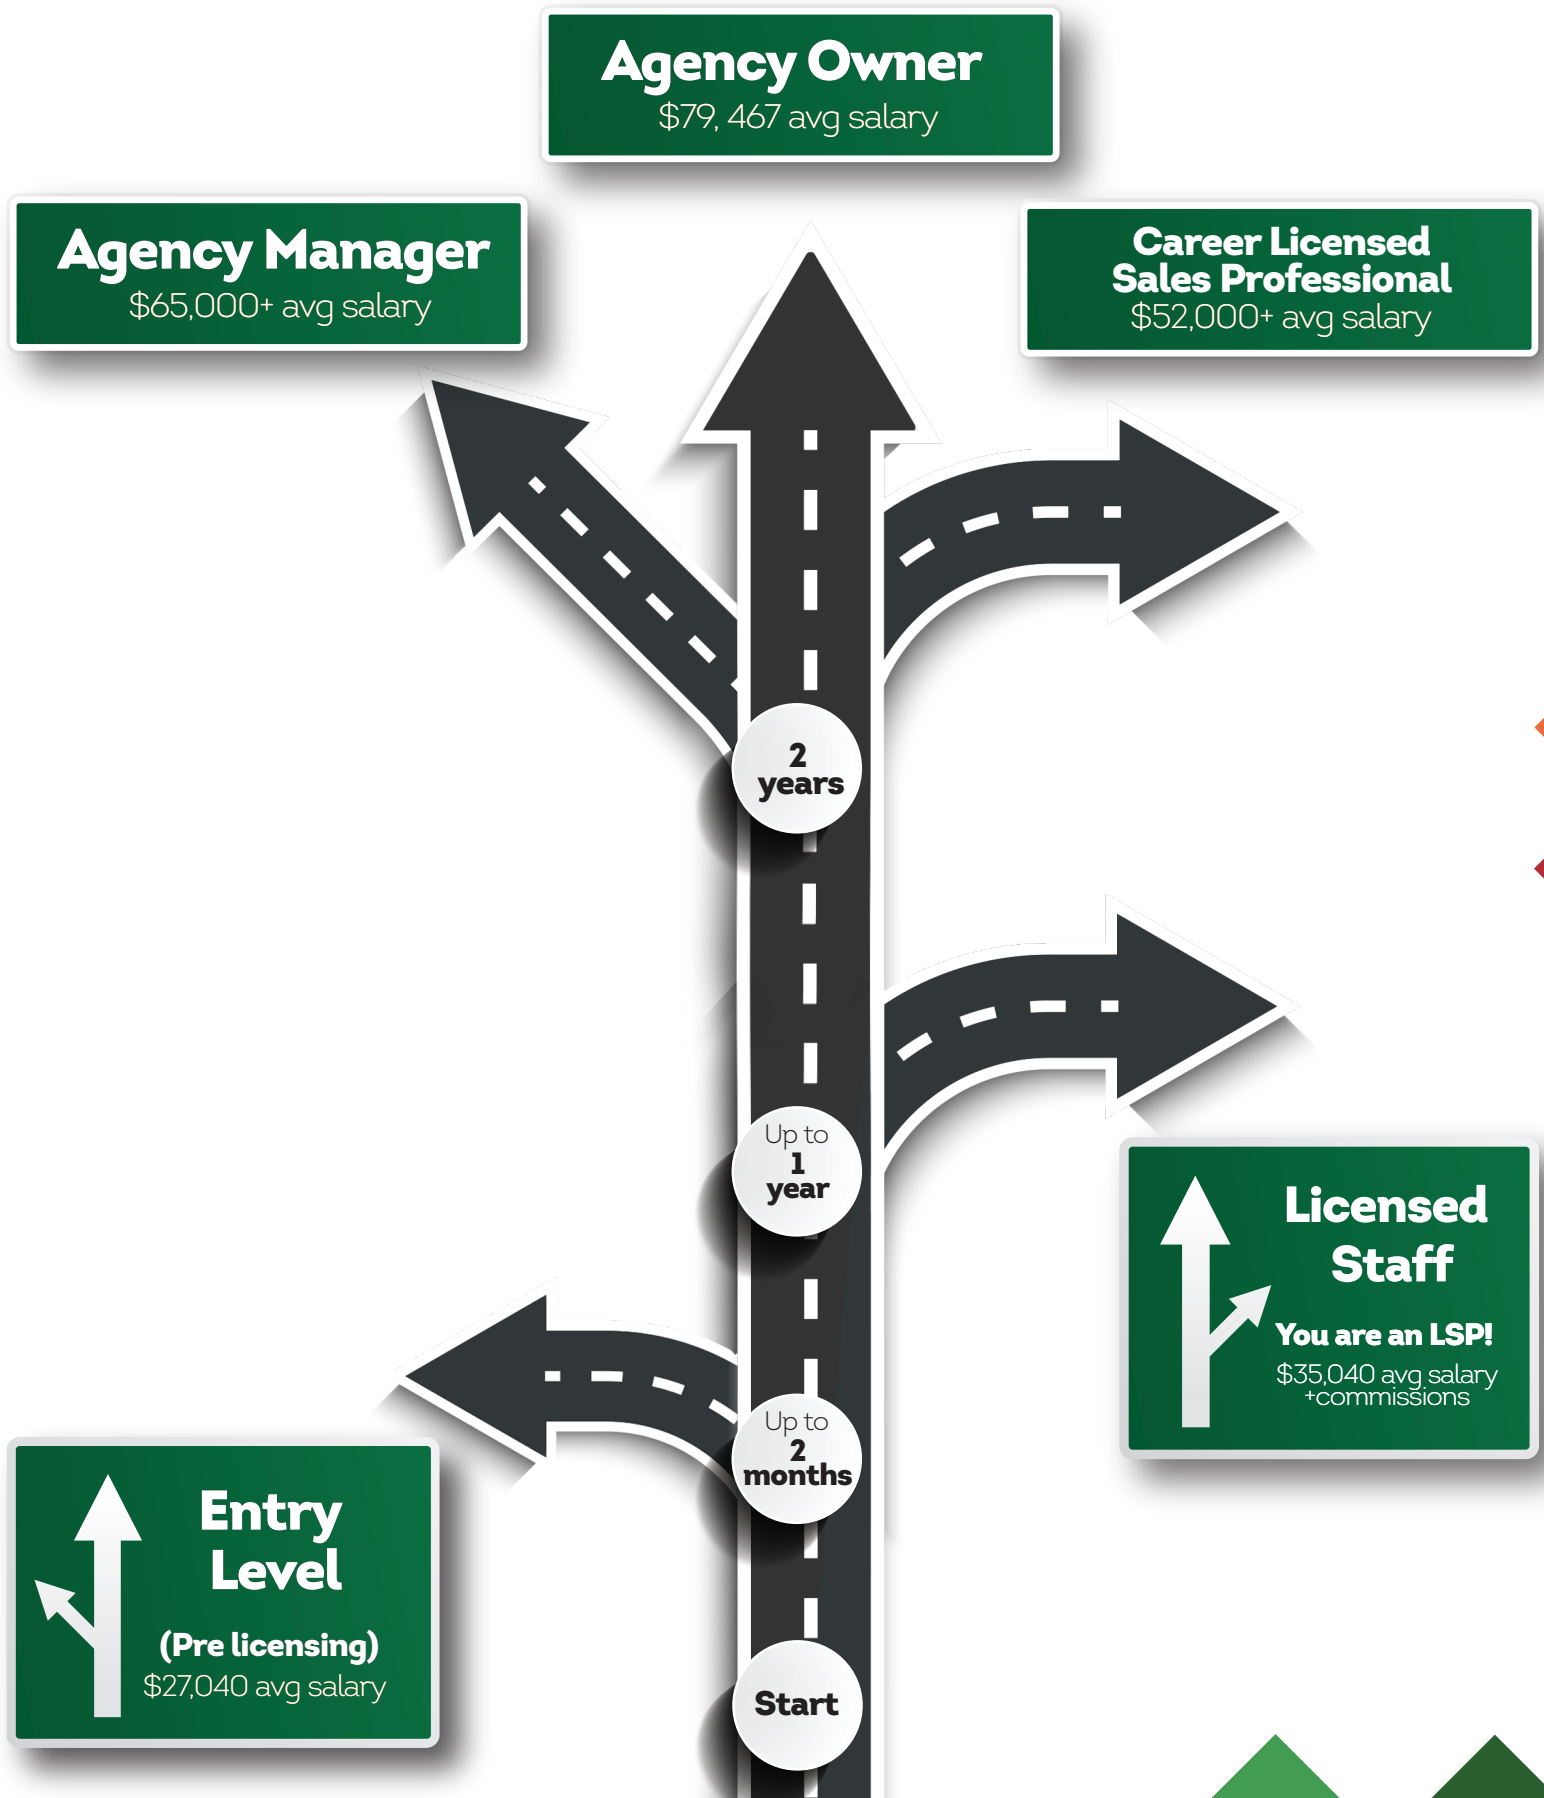 Agency Owner
$79, 467 avg salary
Agency Manager
$65,000+ avg salary
Career Licensed
Sales Professional
$52,000+ avg salary
2
years
Up to
1
year
Licensed
Staff
You are an LSP!
$35,040 avg salary
+commissions
Up to
2
months
Entry
Level
(Pre licensing)
$27,040 avg salary
Start